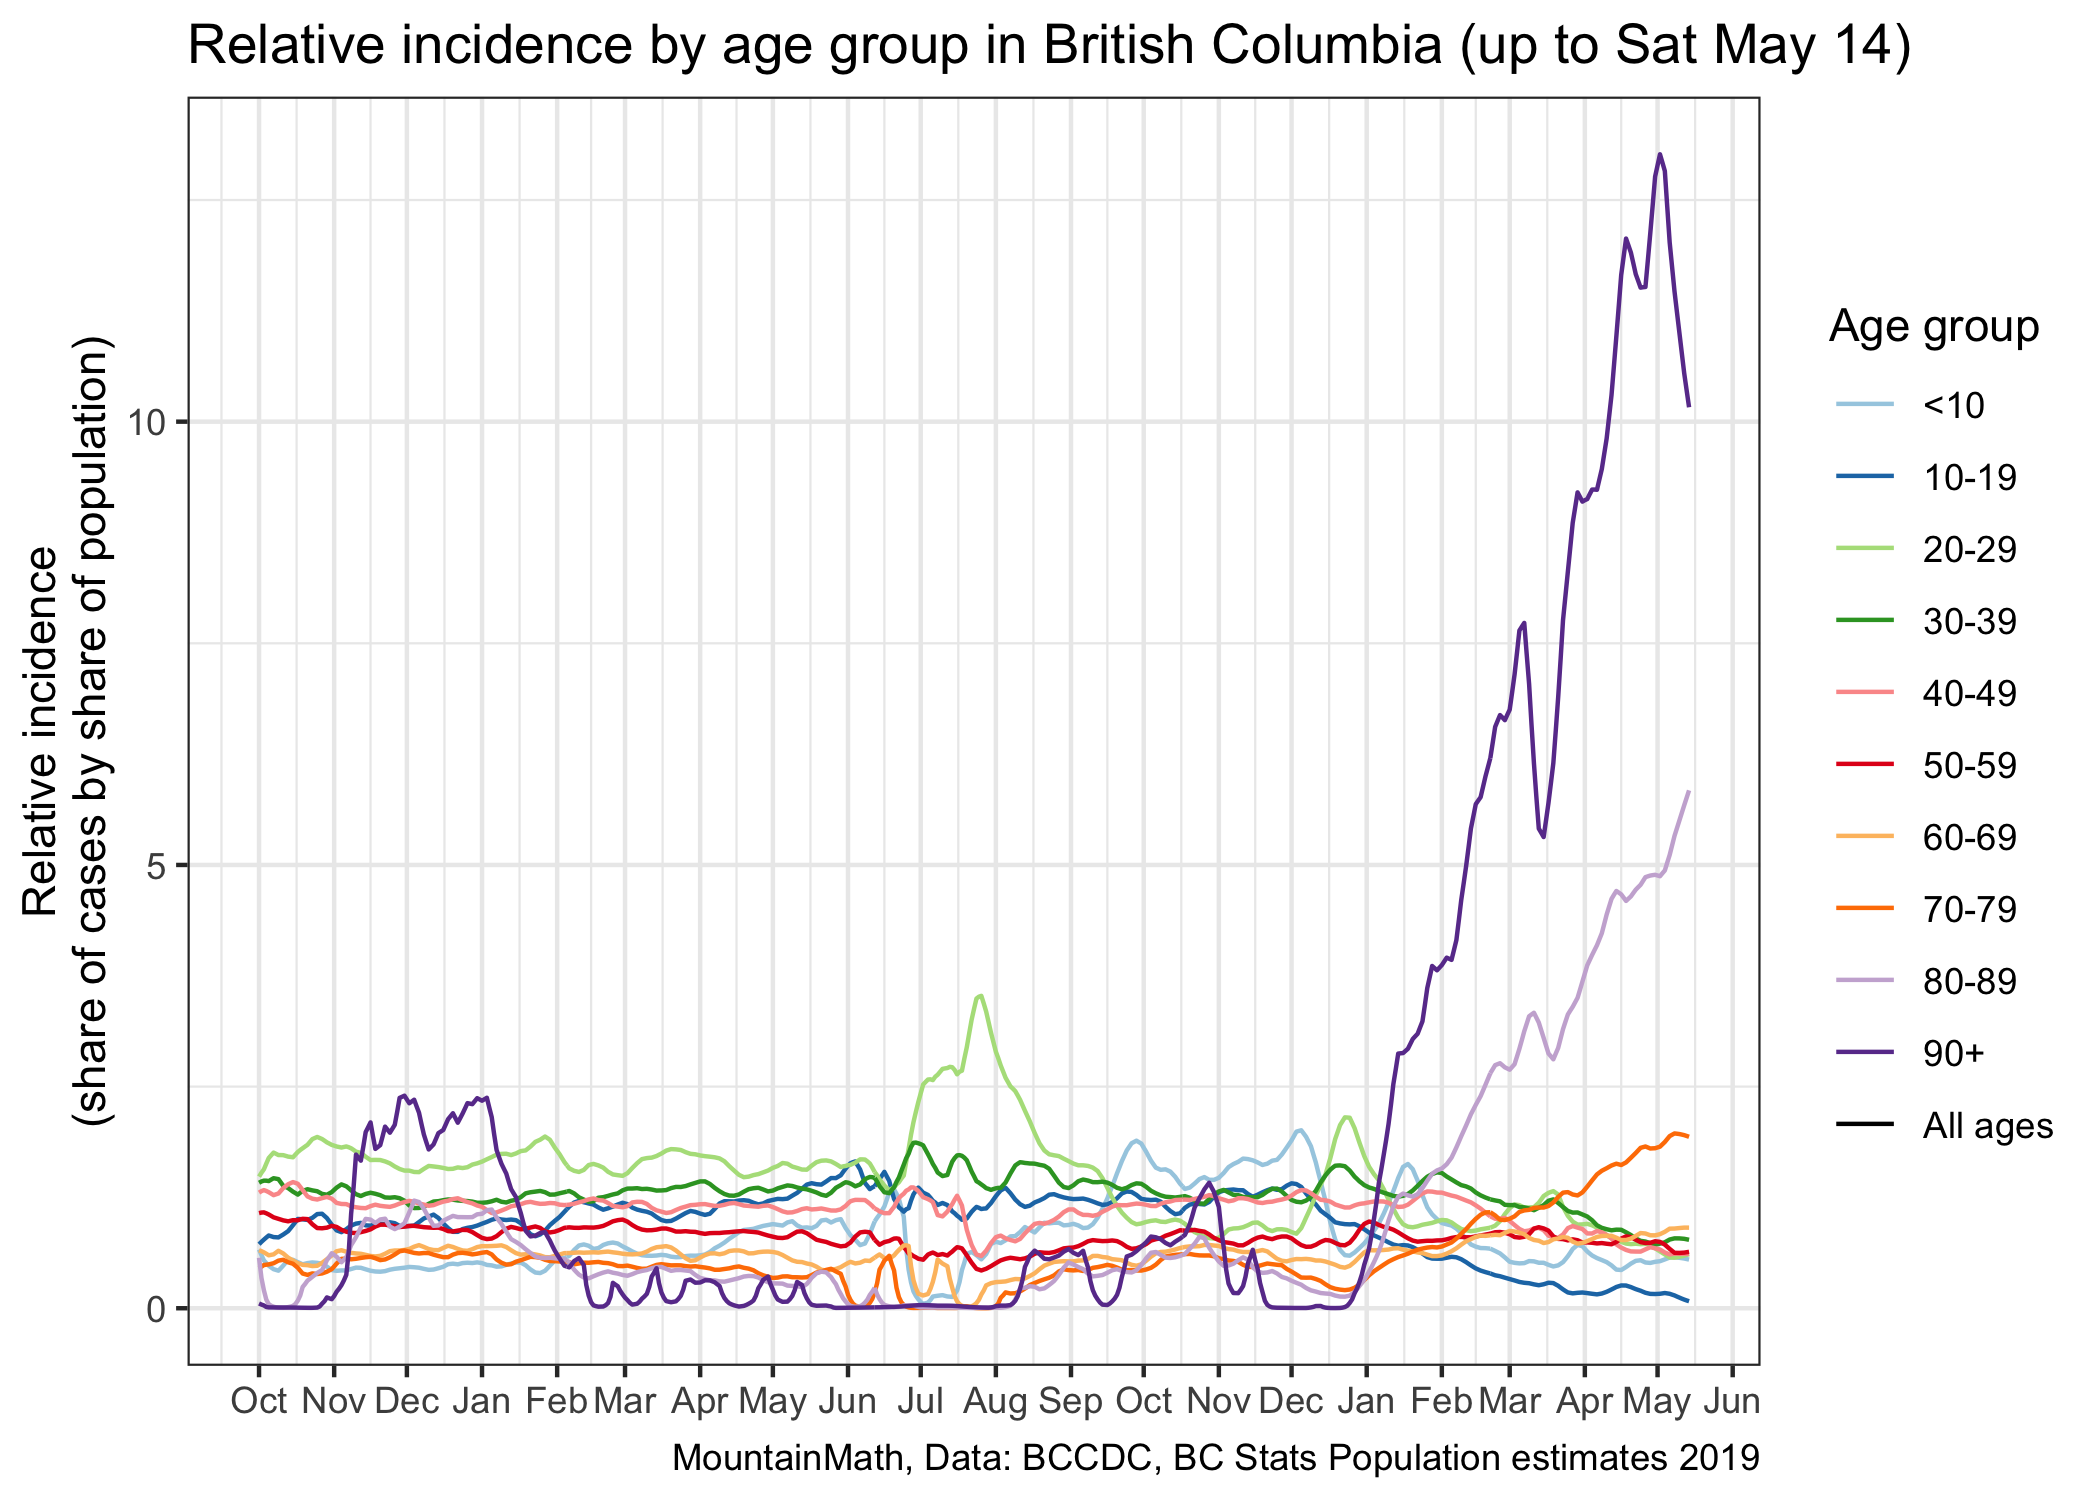 Relative incidence by age group in British Columbia (up to Sat May 14)
Relative incidence
(share of cases by share of population)
10
5
0
Oct Nov Dec Jan Feb Mar Apr May Jun Jul Aug Sep Oct Nov Dec Jan Feb Mar Apr May Jun
Age group
<10
10-19
20-29
30-39
40-49
50-59
60-69
70-79
80-89
90+
All ages
MountainMath, Data: BCCDC, BC Stats Population estimates 2019